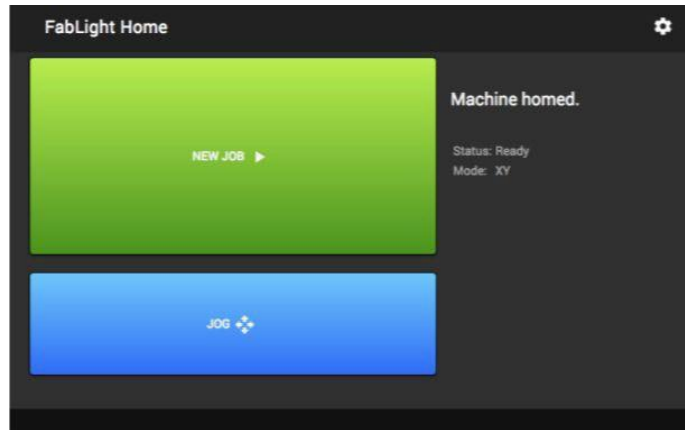 FabLight Home
NEW JOB
Machine homed.
Status: Ready
Mode: XY
JOG